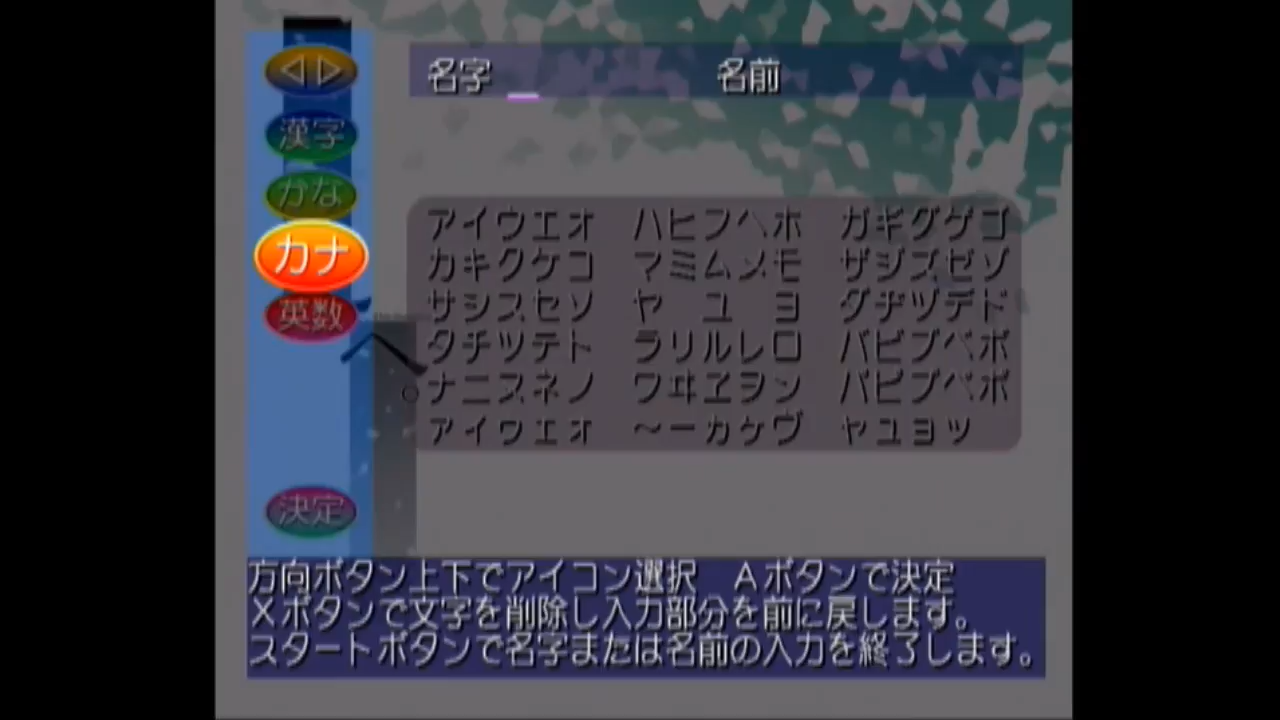 名字 名前
◁▷
漢字
かな
カナ
英数
決定
アイウエオ ハヒフヘホ ガギグゲゴ
カキクケコ マミムメモ ザジズゼゾ
サシスセソ ヤ ユ ヨ ダヂヅデド
タチツテト ラリルレロ バビブベボ
ナニヌネノ ワヰヱヲン パピプペポ
ァィゥェォ ～ーヵヶヴ ャュョッ
方向ボタン上下でアイコン選択 Aボタンで決定
Xボタンで文字を削除し入力部分を前に戻します。
スタートボタンで名字または名前の入力を終了します。